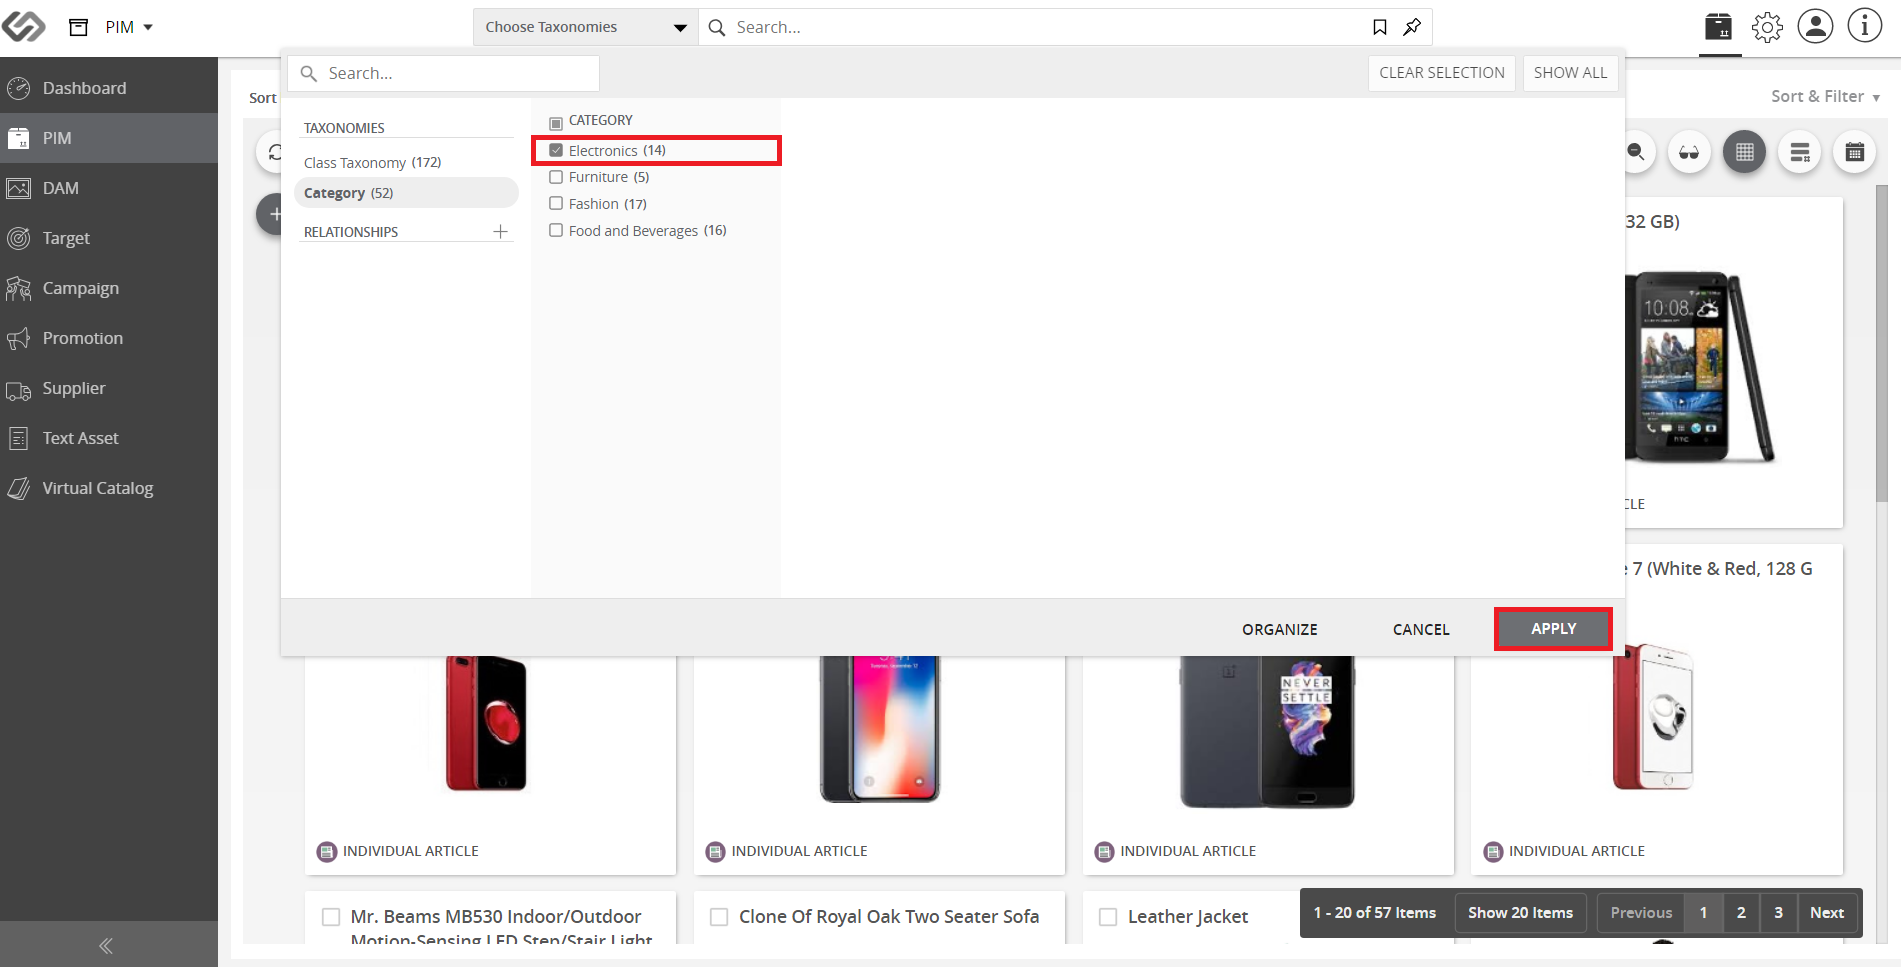 PIM
Choose Taxonomies
Search...
Search...
CLEAR SELECTION
SHOW ALL
Dashboard
PIM
DAM
Target
Campaign
Promotion
Supplier
Text Asset
Virtual Catalog
Sort
Sort & Filter
TAXONOMIES
Class Taxonomy (172)
Category (52)
RELATIONSHIPS
CATEGORY
Electronics (14)
Furniture (5)
Fashion (17)
Food and Beverages (16)
32 GB)
10:08
hTC
CLE
7 (White & Red, 128 G
ORGANIZE
CANCEL
APPLY
NEVER
SETTLE
INDIVIDUAL ARTICLE
INDIVIDUAL ARTICLE
INDIVIDUAL ARTICLE
INDIVIDUAL ARTICLE
Mr. Beams MB530 Indoor/Outdoor
Motion-Sensing LED Step/Stair Light
Clone Of Royal Oak Two Seater Sofa
Leather Jacket
1 - 20 of 57 Items
Show 20 Items
Previous
1
2
3
Next